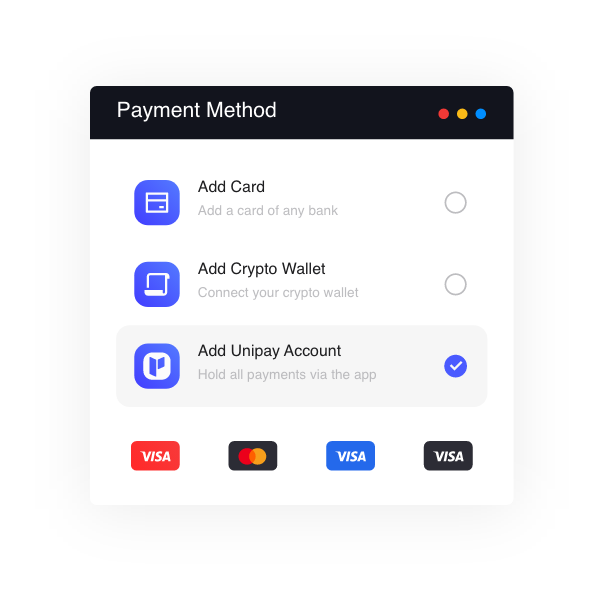 Payment Method
Add Card
Add a card of any bank
Add Crypto Wallet
Connect your crypto wallet
Add Unipay Account
Hold all payments via the app
VISA
VISA
VISA